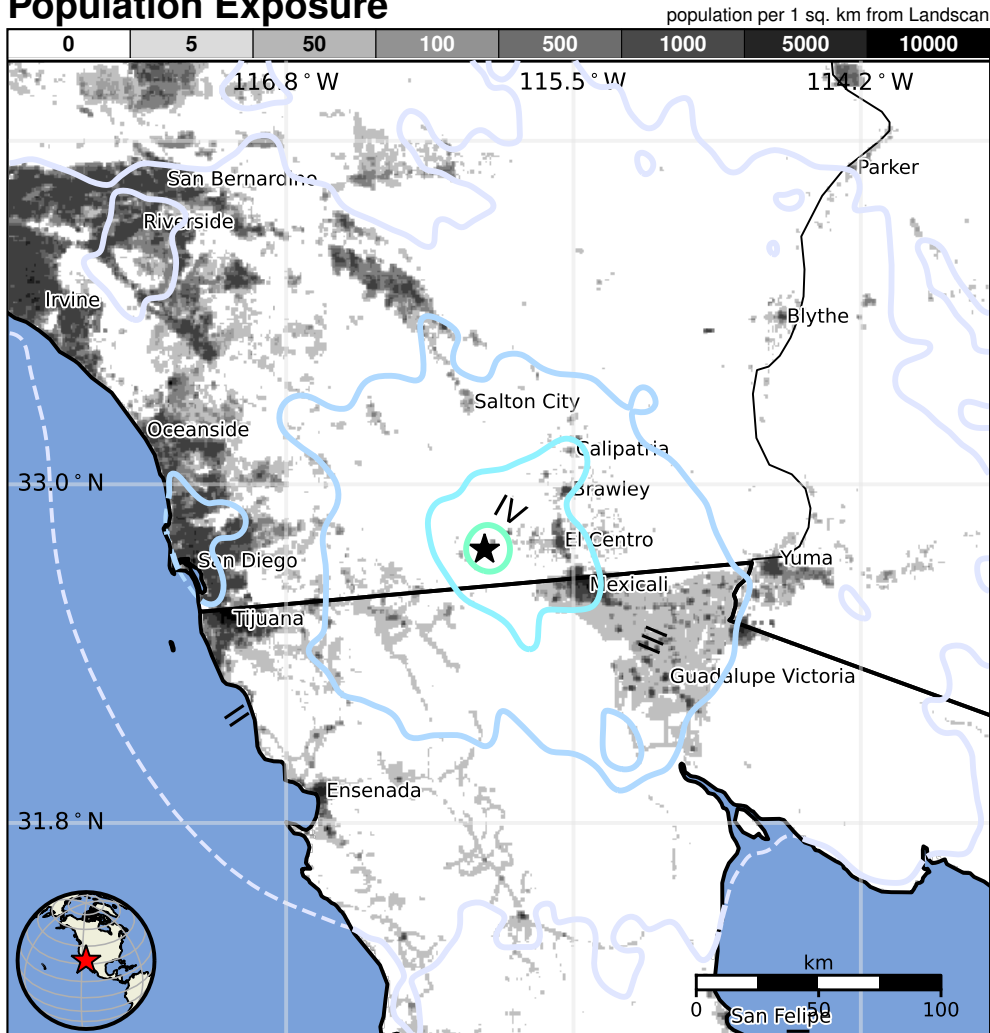 Population Exposure
population per 1 sq. km from Landscan
0 5 50 100 500 1000 5000 10000
116.8°W 115.5°W 114.2°W
Parker
San Bernardino
Riverside
Irvine
Blythe
Salton City
Oceanside
Calipatria
33.0°N
Brawley
IV
El Centro
San Diego
Yuma
Mexicali
Tijuana
III
Guadalupe Victoria
II
Ensenada
31.8°N
km
0 50 100
San Felipe